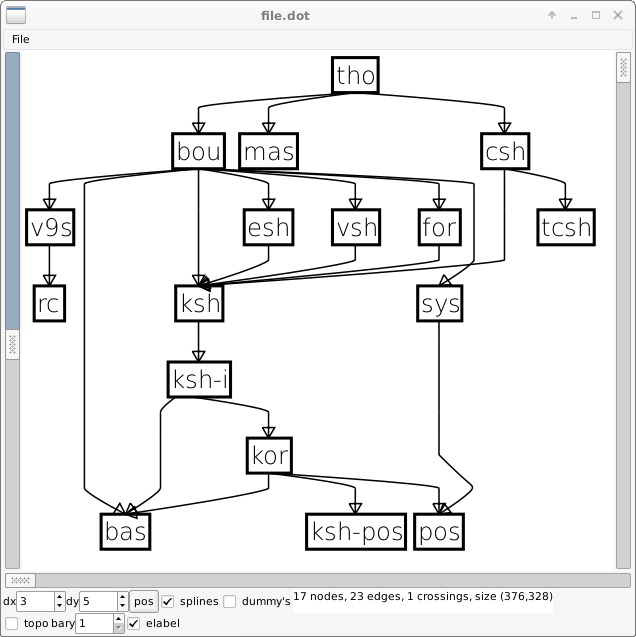 file.dot
File
tho
bou mas csh
v9s esh vsh for tcsh
rc ksh sys
ksh-i
kor
bas ksh-pos pos
dx 3 dy 5 pos splines dummy's 17 nodes, 23 edges, 1 crossings, size (376,328)
topo bary 1 elabel